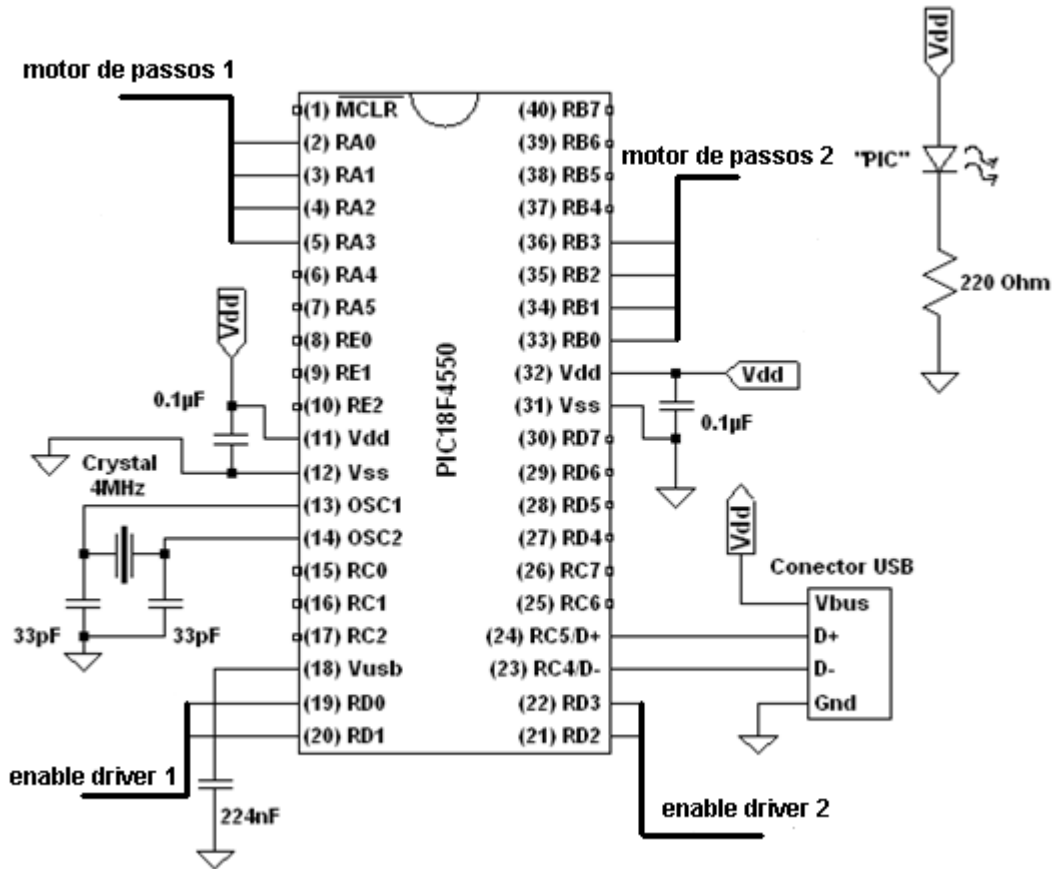 motor de passos 1
(1) MCLR
(2) RA0
(3) RA1
(4) RA2
(5) RA3
(6) RA4
(7) RA5
(8) RE0
(9) RE1
(10) RE2
(11) Vdd
(12) Vss
(13) OSC1
(14) OSC2
(15) RC0
(16) RC1
(17) RC2
(18) Vusb
(19) RD0
(20) RD1
PIC18F4550
(40) RB7
(39) RB6
(38) RB5
(37) RB4
(36) RB3
(35) RB2
(34) RB1
(33) RB0
(32) Vdd
(31) Vss
(30) RD7
(29) RD6
(28) RD5
(27) RD4
(26) RC7
(25) RC6
(24) RC5/D+
(23) RC4/D-
(22) RD3
(21) RD2
motor de passos 2
Vdd
"PIC"
220 Ohm
Vdd
0.1µF
Vdd
0.1µF
Crystal
4MHz
33pF
33pF
Vdd
Conector USB
Vbus
D+
D-
Gnd
enable driver 1
224nF
enable driver 2